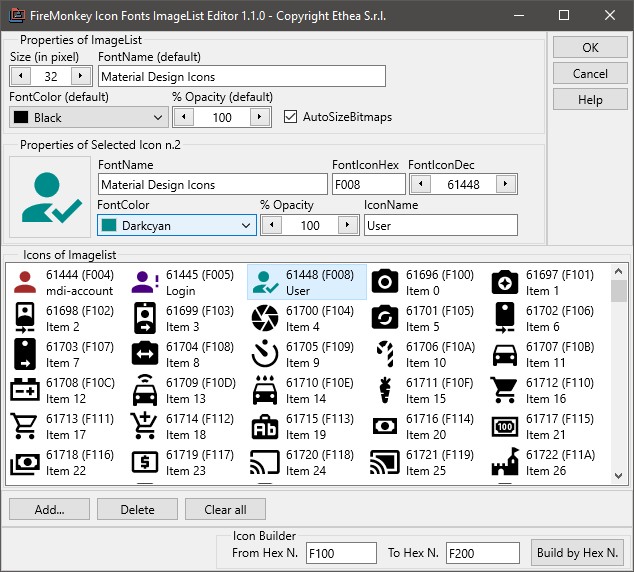 FireMonkey Icon Fonts ImageList Editor 1.1.0 - Copyright Ethea S.r.l.
Properties of ImageList
Size (in pixel) FontName (default)
32 Material Design Icons
FontColor (default) % Opacity (default)
Black 100 AutoSizeBitmaps
OK
Cancel
Help
Properties of Selected Icon n.2
FontName FontIconHex FontIconDec
Material Design Icons F008 61448
FontColor % Opacity IconName
Darkcyan 100 User
Icons of Imagelist
61444 (F004) 61445 (F005) 61448 (F008) 61696 (F100) 61697 (F101)
mdi-account Login User Item 0 Item 1
61698 (F102) 61699 (F103) 61700 (F104) 61701 (F105) 61702 (F106)
Item 2 Item 3 Item 4 Item 5 Item 6
61703 (F107) 61704 (F108) 61705 (F109) 61706 (F10A) 61707 (F10B)
Item 7 Item 8 Item 9 Item 10 Item 11
61708 (F10C) 61709 (F10D) 61710 (F10E) 61711 (F10F) 61712 (F110)
Item 12 Item 13 Item 14 Item 15 Item 16
61713 (F111) 61714 (F112) 61715 (F113) 61716 (F114) 61717 (F115)
Item 17 Item 18 Item 19 Item 20 Item 21
61718 (F116) 61719 (F117) 61720 (F118) 61721 (F119) 61722 (F11A)
Item 22 Item 23 Item 24 Item 25 Item 26
Add... Delete Clear all
Icon Builder
From Hex N. F100 To Hex N. F200 Build by Hex N.